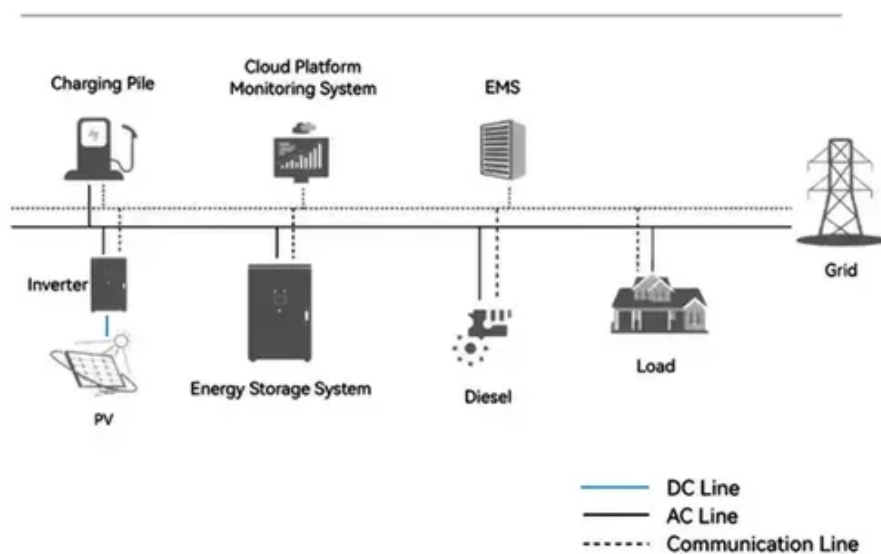 Charging Pile
Cloud Platform
Monitoring System
EMS
Grid
Inverter
PV
Energy Storage System
Diesel
Load
DC Line
AC Line
Communication Line